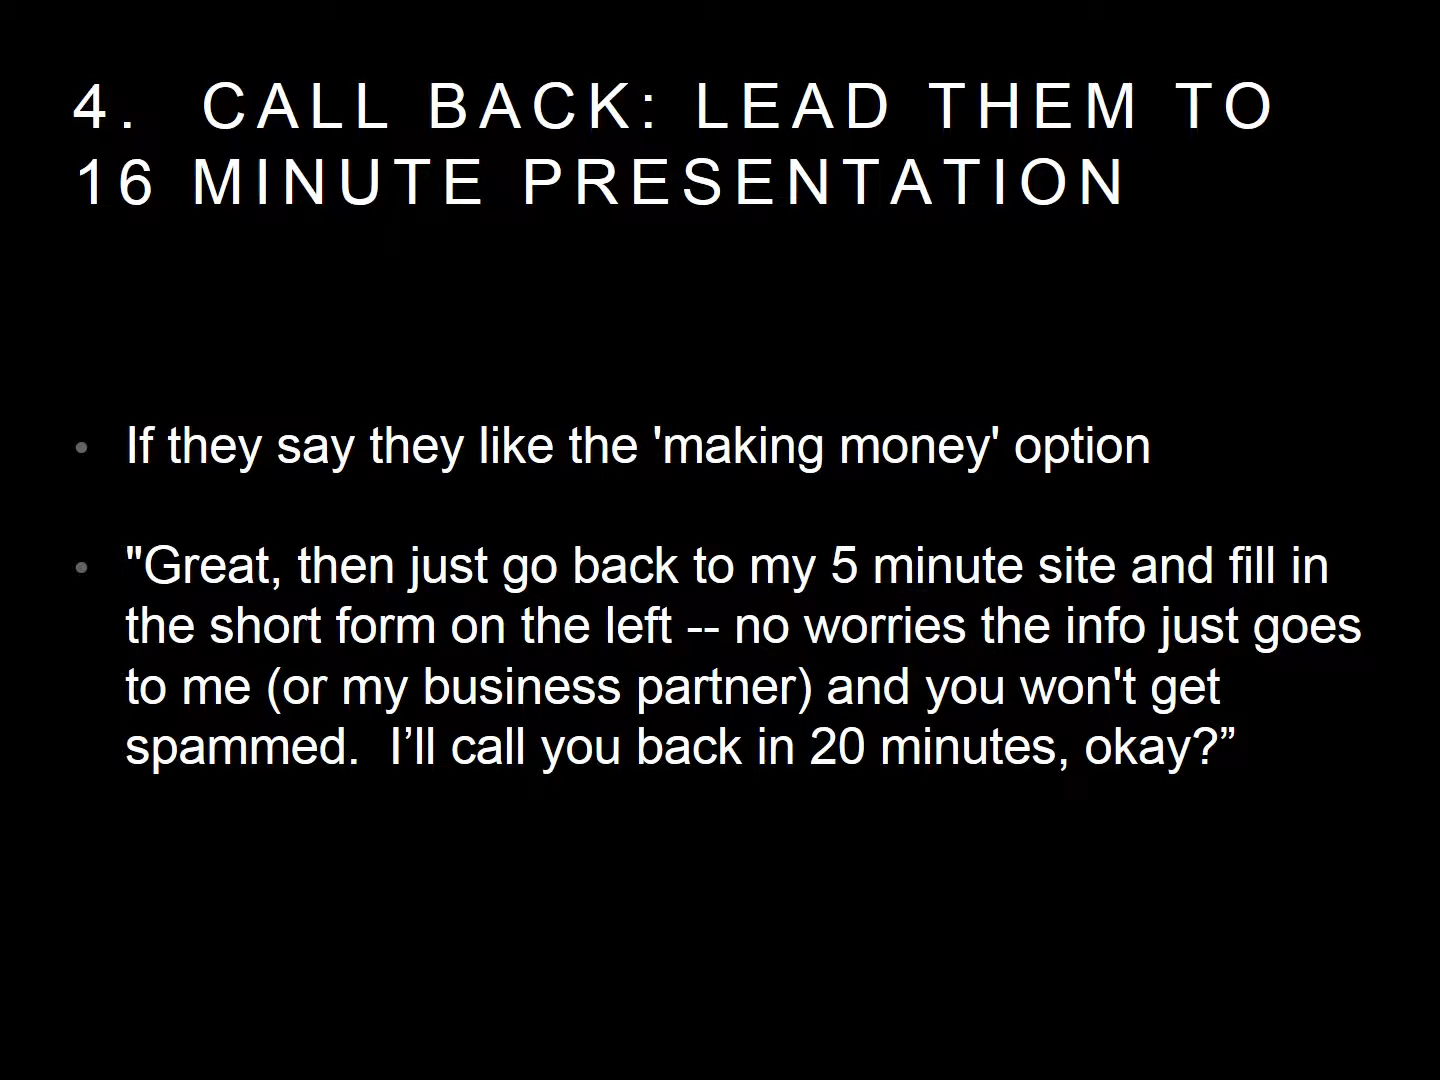 4.  CALL BACK: LEAD THEM TO
16 MINUTE PRESENTATION
• If they say they like the 'making money' option
• "Great, then just go back to my 5 minute site and fill in
the short form on the left -- no worries the info just goes
to me (or my business partner) and you won't get
spammed.  I’ll call you back in 20 minutes, okay?”